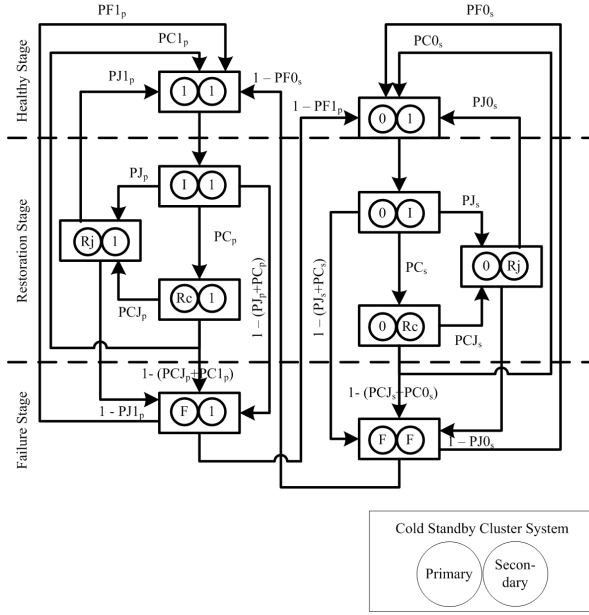 PF1p
PC1p
PJ1p
1 – PF0s
PF0s
PC0s
1 – PF1p
PJ0s
Healthy Stage
1 1
0 1
Restoration Stage
PJp
I 1
0 I
PJs
Rj 1
PCp
1 – (PJp+PCp)
1 – (PJs+PCs)
PCs
0 Rj
Rc 1
0 Rc
PCJp
PCJs
Failure Stage
1- (PCJp+PC1p)
1- (PCJs+PC0s)
F 1
F F
1 - PJ1p
1 – PJ0s
Cold Standby Cluster System
Primary
Secon-
dary